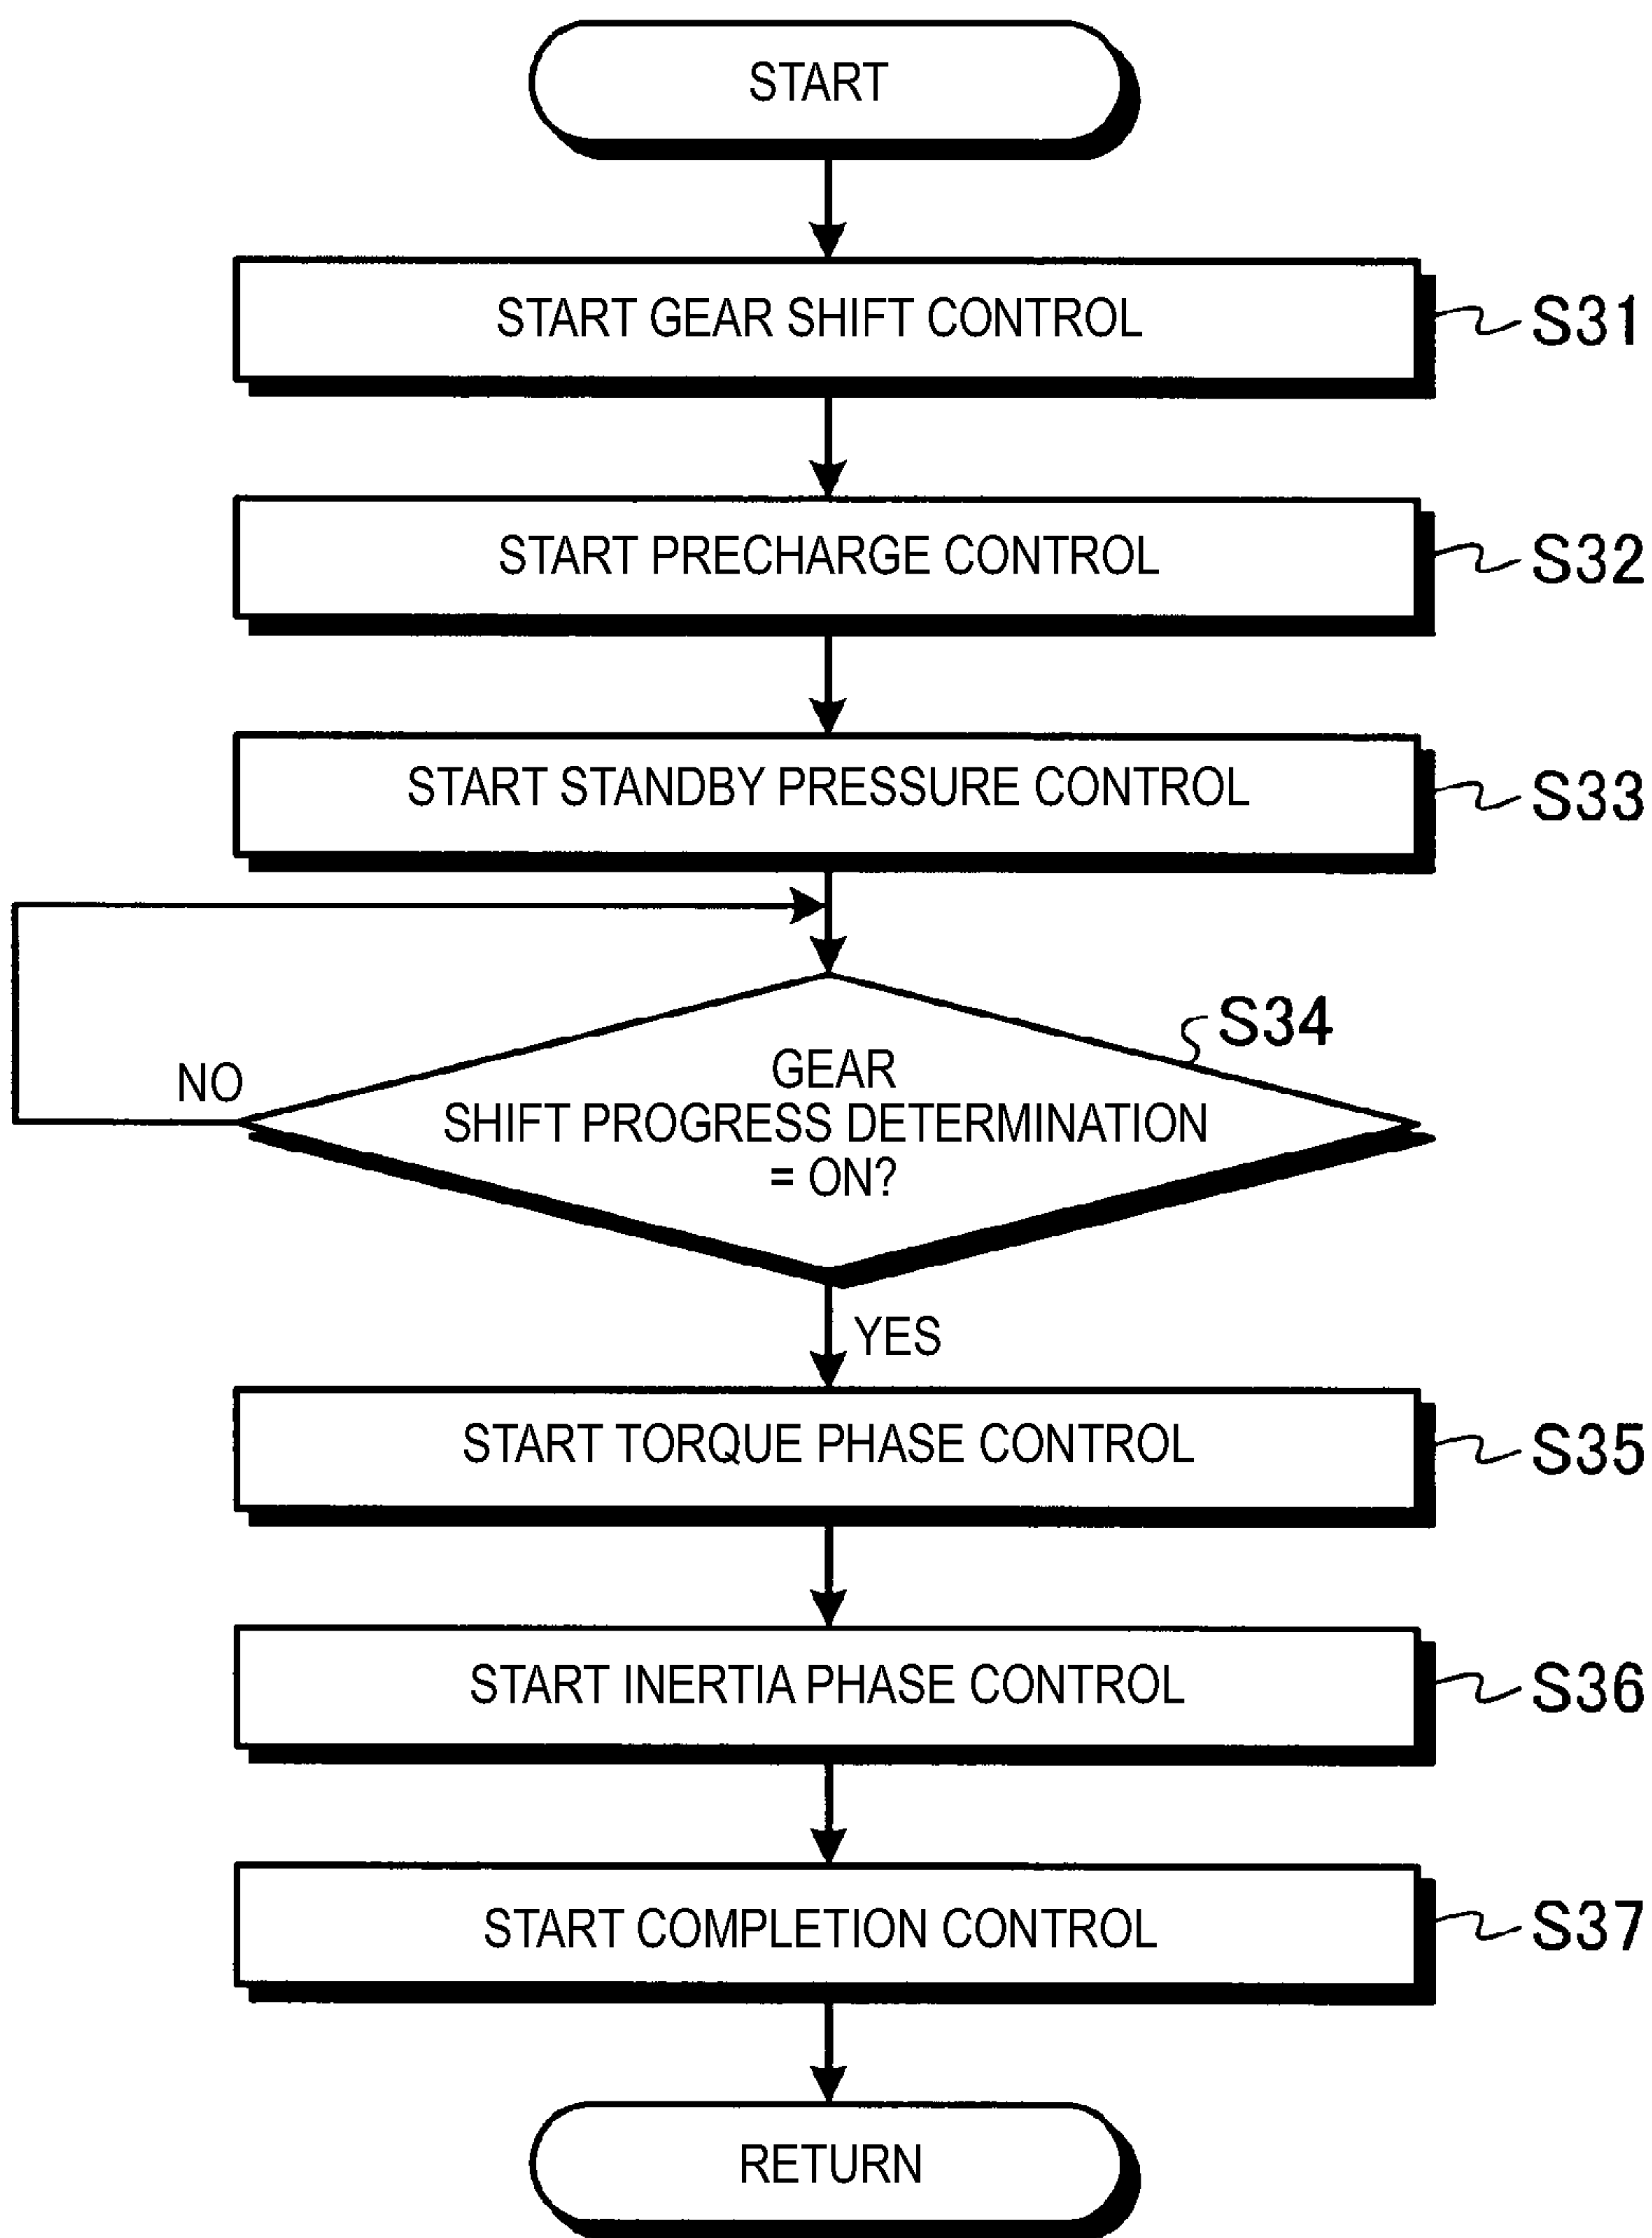 START
START GEAR SHIFT CONTROL
S31
START PRECHARGE CONTROL
S32
START STANDBY PRESSURE CONTROL
S33
S34
NO
GEAR
SHIFT PROGRESS DETERMINATION
= ON?
YES
START TORQUE PHASE CONTROL
S35
START INERTIA PHASE CONTROL
S36
START COMPLETION CONTROL
S37
RETURN